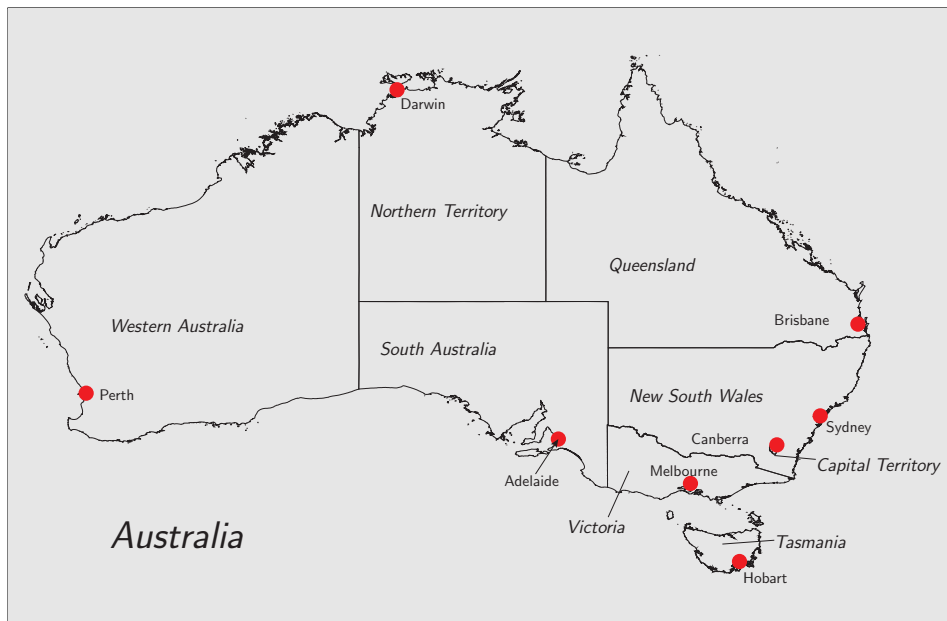 Darwin
Northern Territory
Queensland
Western Australia
Brisbane
South Australia
Perth
New South Wales
Sydney
Canberra
Capital Territory
Adelaide
Melbourne
Victoria
Australia
Tasmania
Hobart